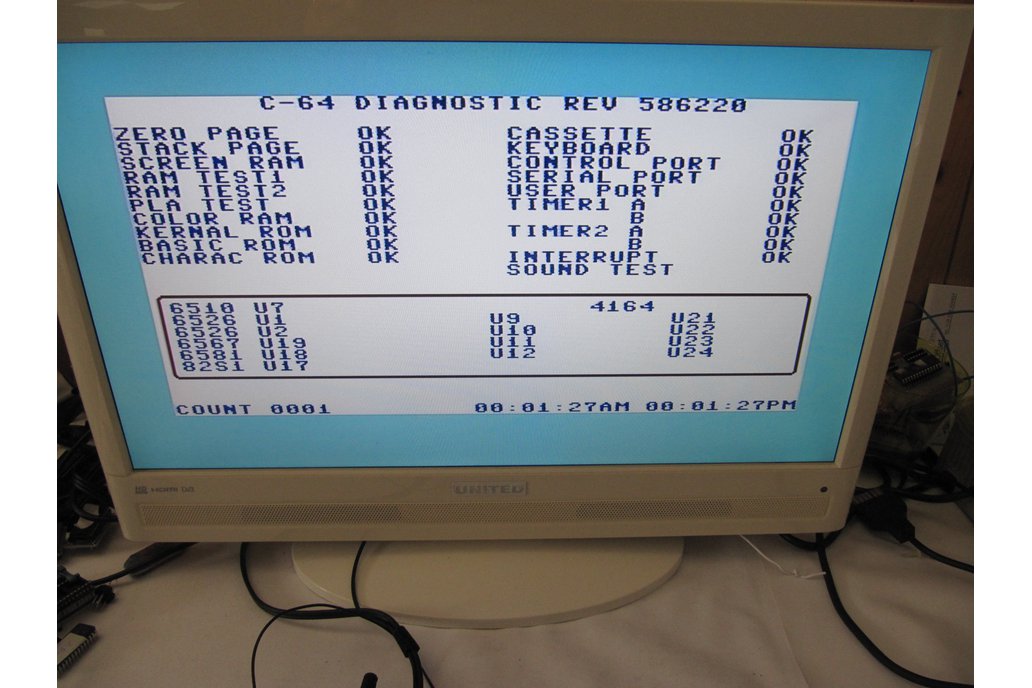 C-64 DIAGNOSTIC REV 586220
ZERO PAGE OK CASSETTE OK
STACK PAGE OK KEYBOARD OK
SCREEN RAM OK CONTROL PORT OK
RAM TEST1 OK SERIAL PORT OK
RAM TEST2 OK USER PORT OK
PLA TEST OK TIMER1 A OK
COLOR RAM OK B OK
KERNAL ROM OK TIMER2 A OK
BASIC ROM OK B OK
CHARAC ROM OK INTERRUPT OK
SOUND TEST
6510 U7 4164
6526 U1 U9 U21
6526 U2 U10 U22
6567 U19 U11 U23
6581 U18 U12 U24
82S1 U17
COUNT 0001 00:01:27AM 00:01:27PM
HDMI
UNITED